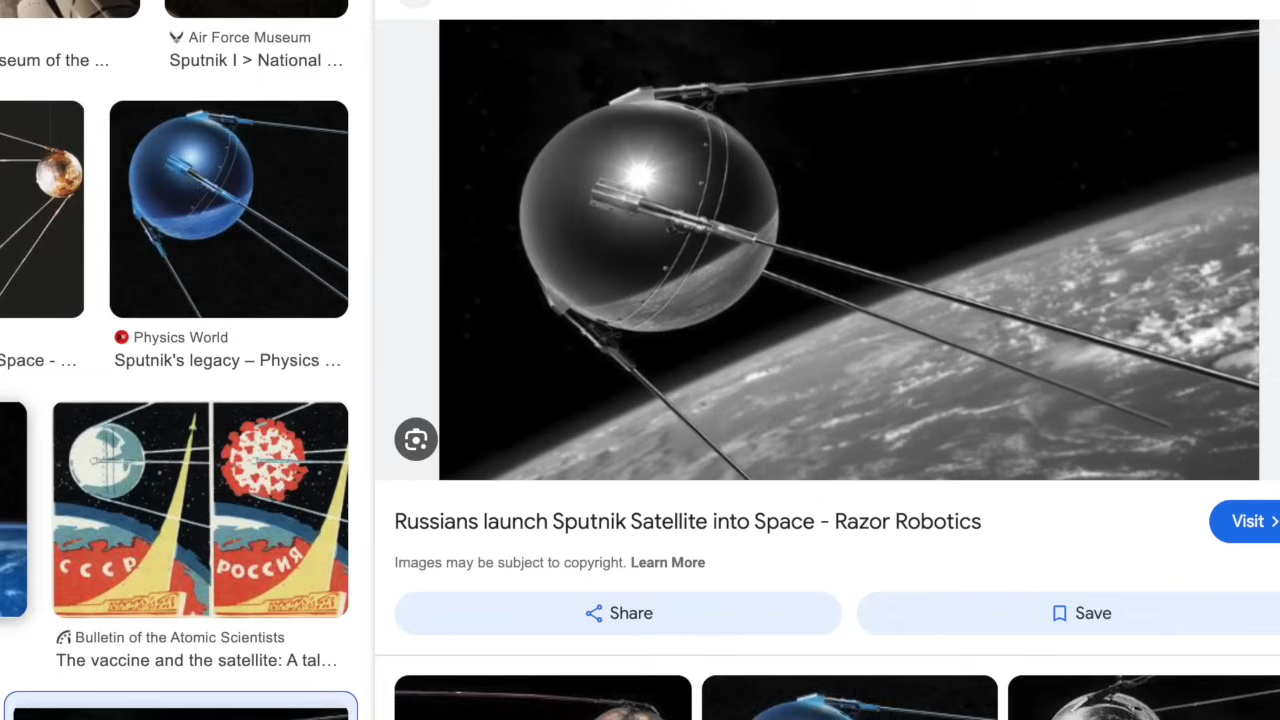 Air Force Museum
seum of the ...
Sputnik I > National ...
Physics World
Space - ...
Sputnik's legacy – Physics ...
СССР
РОССИЯ
Bulletin of the Atomic Scientists
The vaccine and the satellite: A tal...
Russians launch Sputnik Satellite into Space - Razor Robotics
Visit
Images may be subject to copyright. Learn More
Share
Save